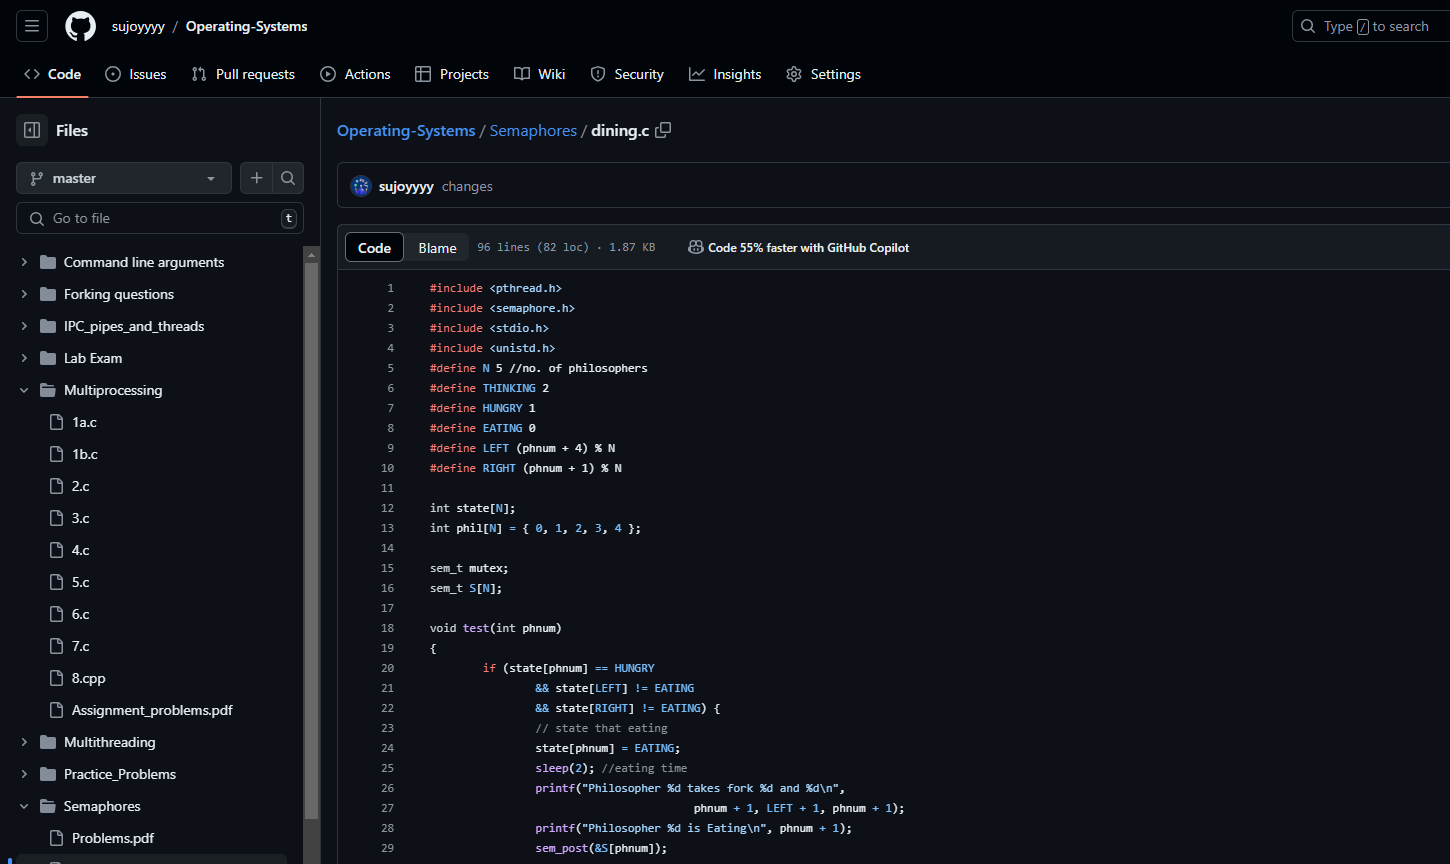 sujoyyyy / Operating-Systems
Type / to search
Code Issues Pull requests Actions Projects Wiki Security Insights Settings
Files
master
Go to file t
Command line arguments
Forking questions
IPC_pipes_and_threads
Lab Exam
Multiprocessing
1a.c
1b.c
2.c
3.c
4.c
5.c
6.c
7.c
8.cpp
Assignment_problems.pdf
Multithreading
Practice_Problems
Semaphores
Problems.pdf
Operating-Systems / Semaphores / dining.c
sujoyyyy changes
Code Blame 96 lines (82 loc) · 1.87 KB Code 55% faster with GitHub Copilot
1 #include <pthread.h>
2 #include <semaphore.h>
3 #include <stdio.h>
4 #include <unistd.h>
5 #define N 5 //no. of philosophers
6 #define THINKING 2
7 #define HUNGRY 1
8 #define EATING 0
9 #define LEFT (phnum + 4) % N
10 #define RIGHT (phnum + 1) % N
11
12 int state[N];
13 int phil[N] = { 0, 1, 2, 3, 4 };
14
15 sem_t mutex;
16 sem_t S[N];
17
18 void test(int phnum)
19 {
20 if (state[phnum] == HUNGRY
21 && state[LEFT] != EATING
22 && state[RIGHT] != EATING) {
23 // state that eating
24 state[phnum] = EATING;
25 sleep(2); //eating time
26 printf("Philosopher %d takes fork %d and %d\n",
27 phnum + 1, LEFT + 1, phnum + 1);
28 printf("Philosopher %d is Eating\n", phnum + 1);
29 sem_post(&S[phnum]);